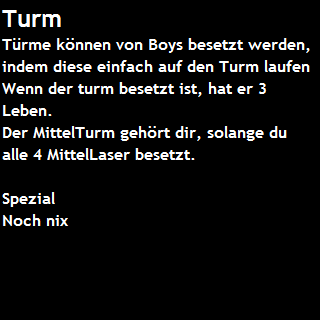 Turm
Türme können von Boys besetzt werden,
indem diese einfach auf den Turm laufen
Wenn der turm besetzt ist, hat er 3
Leben.
Der MittelTurm gehört dir, solange du
alle 4 MittelLaser besetzt.
Spezial
Noch nix